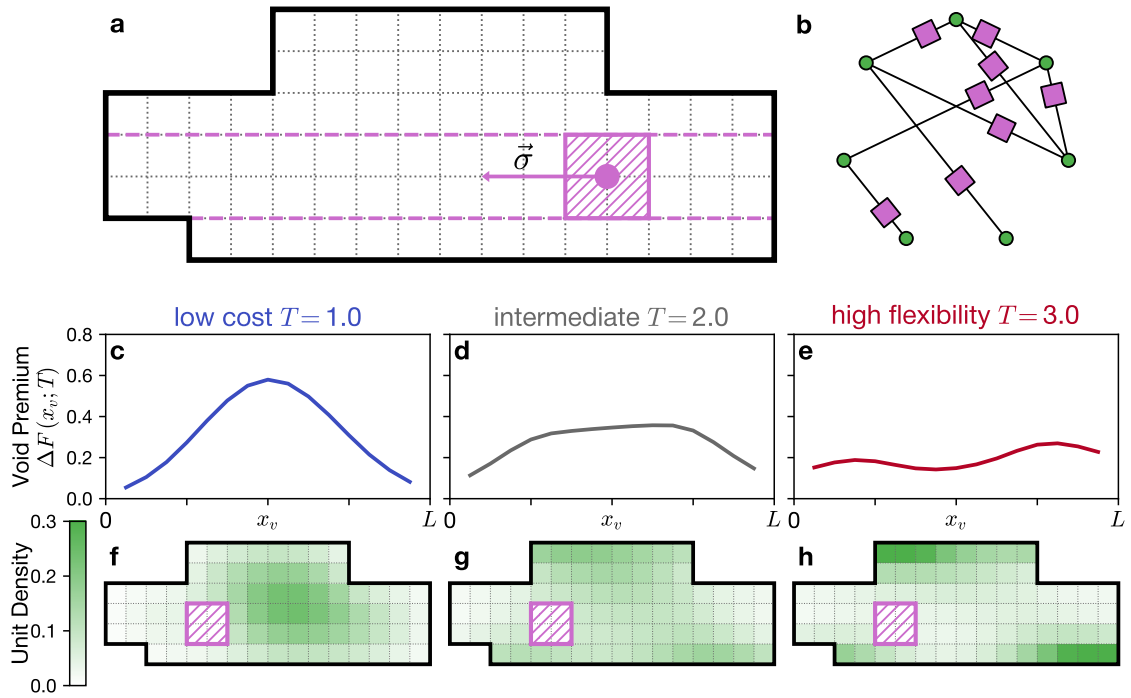 a
b
σ⃗
low cost T = 1.0
intermediate T = 2.0
high flexibility T = 3.0
c
d
e
Void Premium
ΔF(x_v; T)
0.8
0.6
0.4
0.2
0.0
0 x_v
0 x_v
0 x_v L
f
g
h
Unit Density
0.3
0.2
0.1
0.0